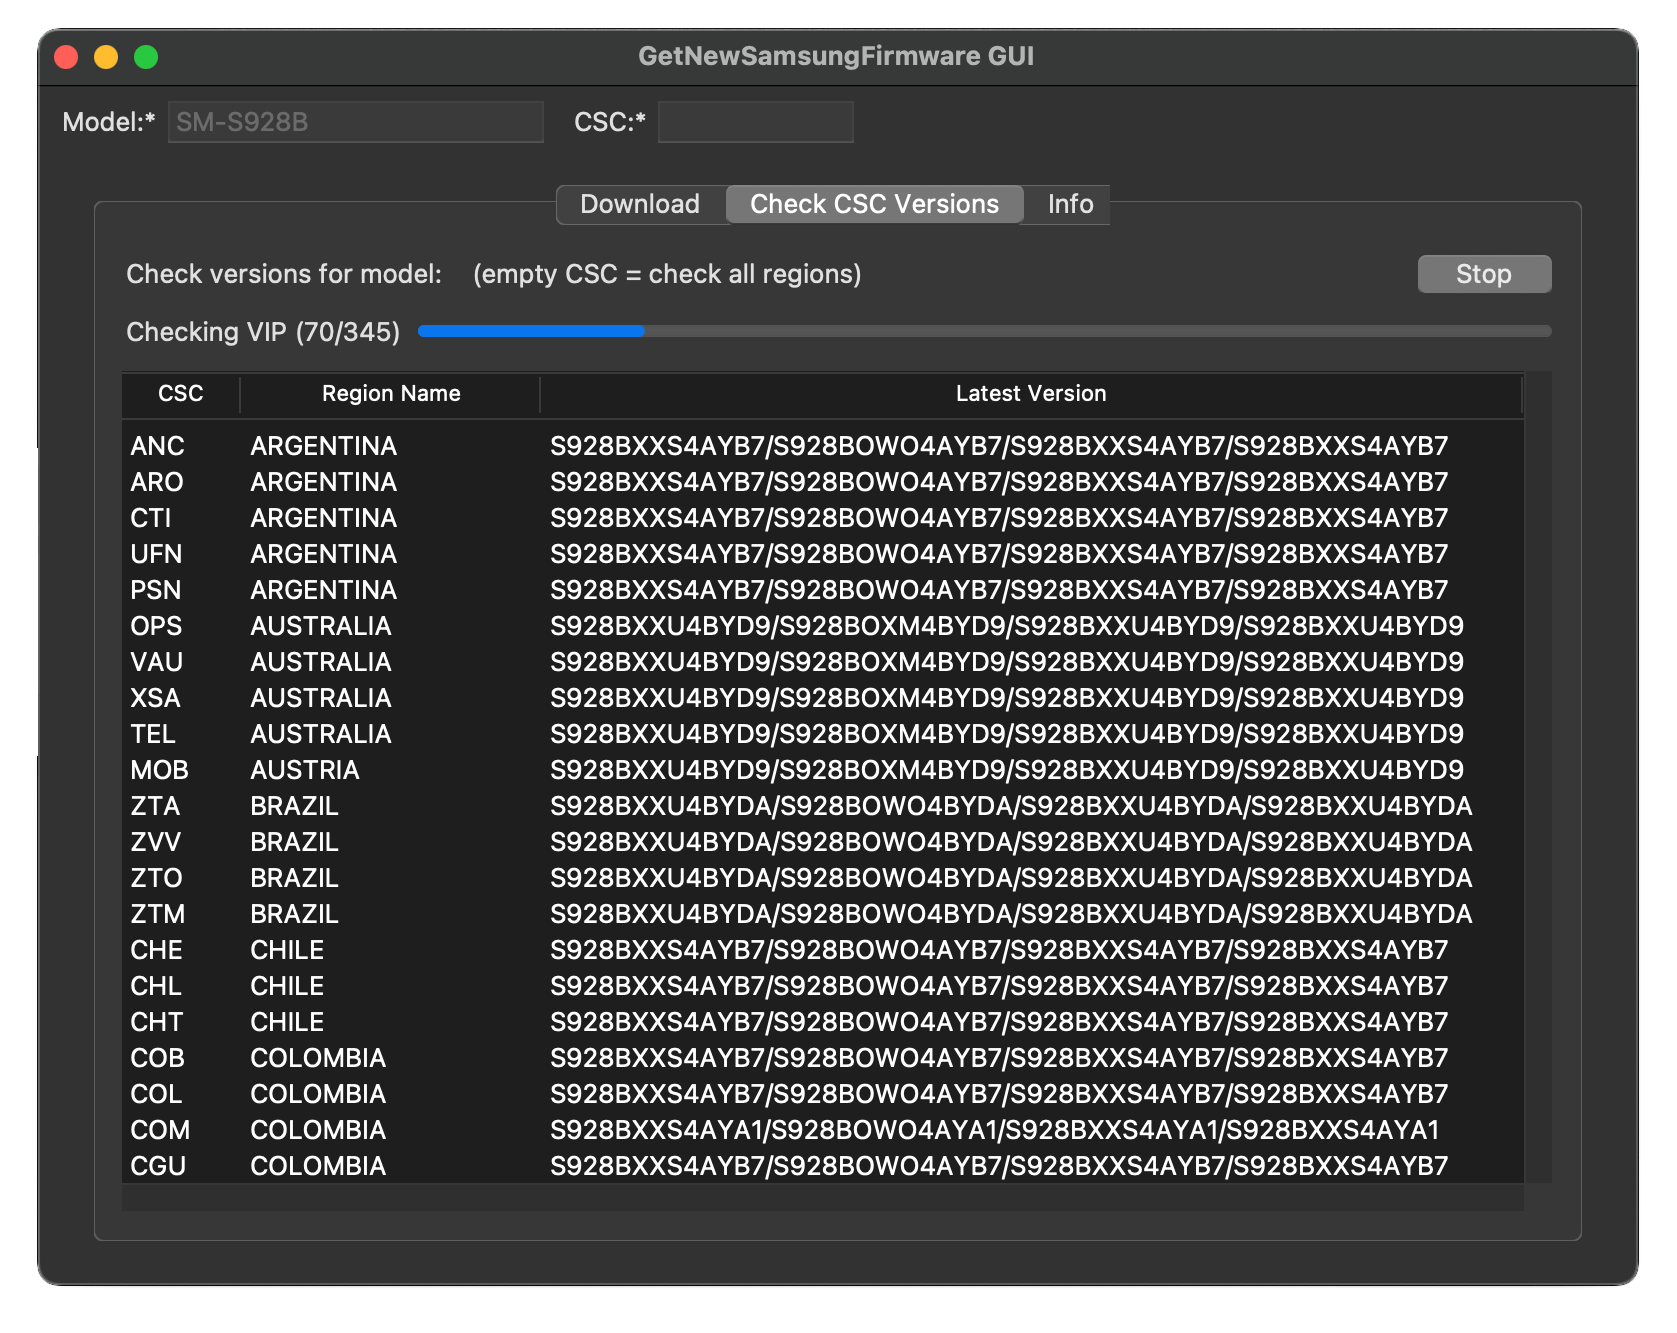 GetNewSamsungFirmware GUI
Model:* SM-S928B CSC:*
Download Check CSC Versions Info
Check versions for model: (empty CSC = check all regions) Stop
Checking VIP (70/345)
CSC Region Name Latest Version
ANC ARGENTINA S928BXXS4AYB7/S928BOWO4AYB7/S928BXXS4AYB7/S928BXXS4AYB7
ARO ARGENTINA S928BXXS4AYB7/S928BOWO4AYB7/S928BXXS4AYB7/S928BXXS4AYB7
CTI ARGENTINA S928BXXS4AYB7/S928BOWO4AYB7/S928BXXS4AYB7/S928BXXS4AYB7
UFN ARGENTINA S928BXXS4AYB7/S928BOWO4AYB7/S928BXXS4AYB7/S928BXXS4AYB7
PSN ARGENTINA S928BXXS4AYB7/S928BOWO4AYB7/S928BXXS4AYB7/S928BXXS4AYB7
OPS AUSTRALIA S928BXXU4BYD9/S928BOXM4BYD9/S928BXXU4BYD9/S928BXXU4BYD9
VAU AUSTRALIA S928BXXU4BYD9/S928BOXM4BYD9/S928BXXU4BYD9/S928BXXU4BYD9
XSA AUSTRALIA S928BXXU4BYD9/S928BOXM4BYD9/S928BXXU4BYD9/S928BXXU4BYD9
TEL AUSTRALIA S928BXXU4BYD9/S928BOXM4BYD9/S928BXXU4BYD9/S928BXXU4BYD9
MOB AUSTRIA S928BXXU4BYD9/S928BOXM4BYD9/S928BXXU4BYD9/S928BXXU4BYD9
ZTA BRAZIL S928BXXU4BYDA/S928BOWO4BYDA/S928BXXU4BYDA/S928BXXU4BYDA
ZVV BRAZIL S928BXXU4BYDA/S928BOWO4BYDA/S928BXXU4BYDA/S928BXXU4BYDA
ZTO BRAZIL S928BXXU4BYDA/S928BOWO4BYDA/S928BXXU4BYDA/S928BXXU4BYDA
ZTM BRAZIL S928BXXU4BYDA/S928BOWO4BYDA/S928BXXU4BYDA/S928BXXU4BYDA
CHE CHILE S928BXXS4AYB7/S928BOWO4AYB7/S928BXXS4AYB7/S928BXXS4AYB7
CHL CHILE S928BXXS4AYB7/S928BOWO4AYB7/S928BXXS4AYB7/S928BXXS4AYB7
CHT CHILE S928BXXS4AYB7/S928BOWO4AYB7/S928BXXS4AYB7/S928BXXS4AYB7
COB COLOMBIA S928BXXS4AYB7/S928BOWO4AYB7/S928BXXS4AYB7/S928BXXS4AYB7
COL COLOMBIA S928BXXS4AYB7/S928BOWO4AYB7/S928BXXS4AYB7/S928BXXS4AYB7
COM COLOMBIA S928BXXS4AYA1/S928BOWO4AYA1/S928BXXS4AYA1/S928BXXS4AYA1
CGU COLOMBIA S928BXXS4AYB7/S928BOWO4AYB7/S928BXXS4AYB7/S928BXXS4AYB7